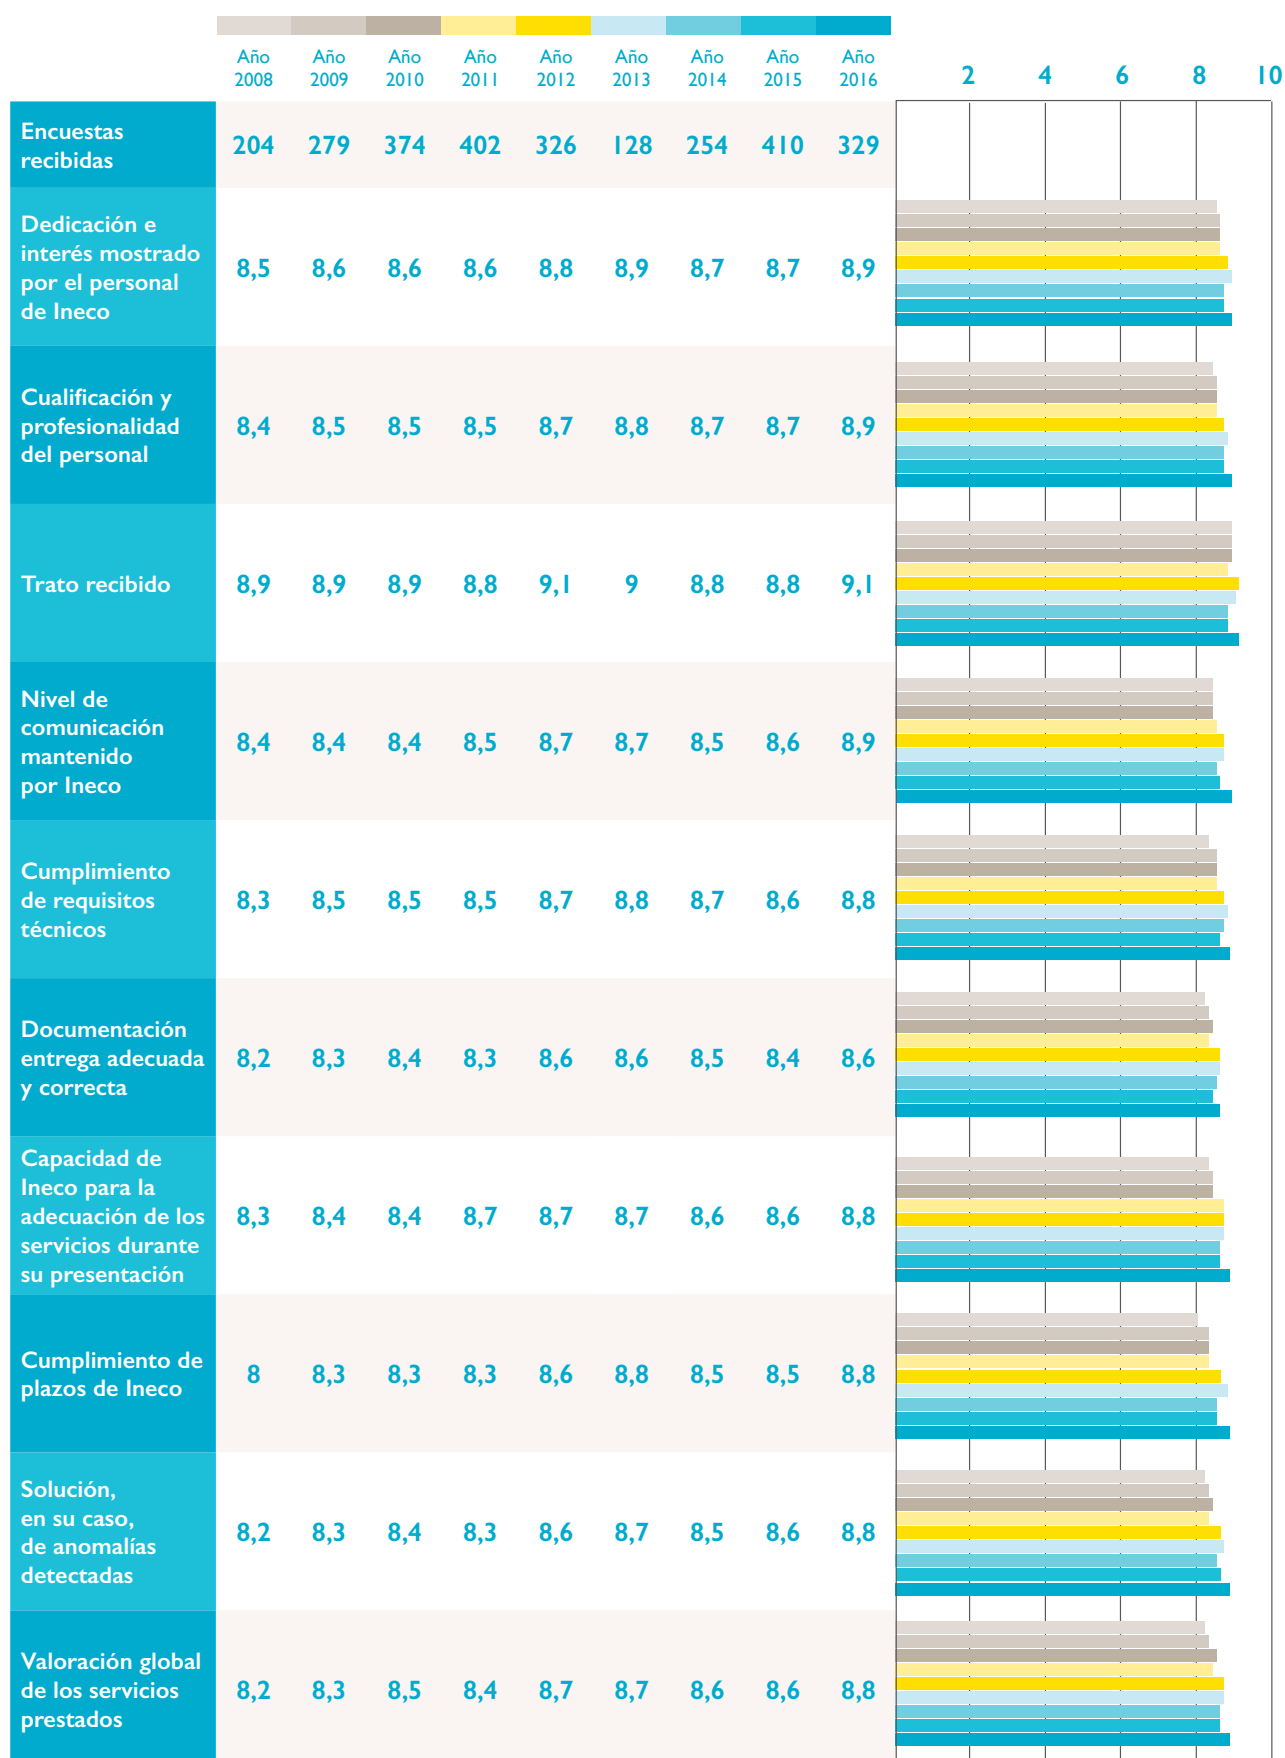 Año 2008
Año 2009
Año 2010
Año 2011
Año 2012
Año 2013
Año 2014
Año 2015
Año 2016
2 4 6 8 10
Encuestas
recibidas
204 279 374 402 326 128 254 410 329
Dedicación e
interés mostrado
por el personal
de Ineco
8,5 8,6 8,6 8,6 8,8 8,9 8,7 8,7 8,9
Cualificación y
profesionalidad
del personal
8,4 8,5 8,5 8,5 8,7 8,8 8,7 8,7 8,9
Trato recibido
8,9 8,9 8,9 8,8 9,1 9 8,8 8,8 9,1
Nivel de
comunicación
mantenido
por Ineco
8,4 8,4 8,4 8,5 8,7 8,7 8,5 8,6 8,9
Cumplimiento
de requisitos
técnicos
8,3 8,5 8,5 8,5 8,7 8,8 8,7 8,6 8,8
Documentación
entrega adecuada
y correcta
8,2 8,3 8,4 8,3 8,6 8,6 8,5 8,4 8,6
Capacidad de
Ineco para la
adecuación de los
servicios durante
su presentación
8,3 8,4 8,4 8,7 8,7 8,7 8,6 8,6 8,8
Cumplimiento de
plazos de Ineco
8 8,3 8,3 8,3 8,6 8,8 8,5 8,5 8,8
Solución,
en su caso,
de anomalías
detectadas
8,2 8,3 8,4 8,3 8,6 8,7 8,5 8,6 8,8
Valoración global
de los servicios
prestados
8,2 8,3 8,5 8,4 8,7 8,7 8,6 8,6 8,8